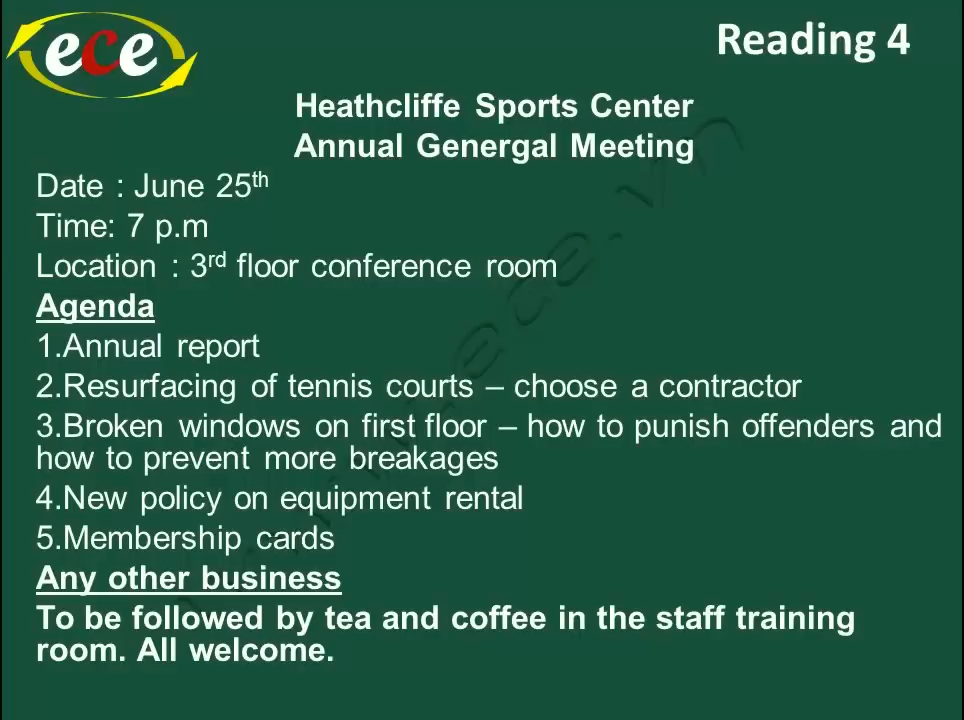 ece
Reading 4
Heathcliffe Sports Center
Annual Genergal Meeting
Date : June 25th
Time: 7 p.m
Location : 3rd floor conference room
Agenda
1.Annual report
2.Resurfacing of tennis courts – choose a contractor
3.Broken windows on first floor – how to punish offenders and
how to prevent more breakages
4.New policy on equipment rental
5.Membership cards
Any other business
To be followed by tea and coffee in the staff training
room. All welcome.